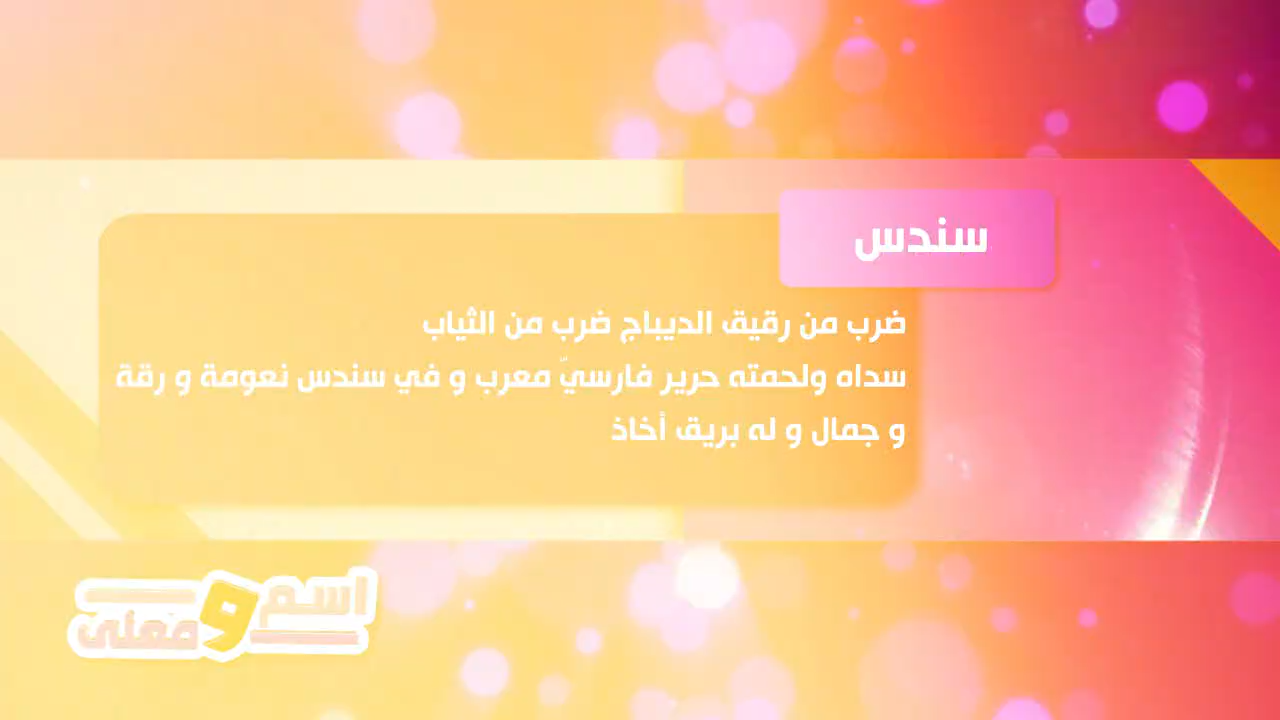 سندس
ضرب من رقيق الديباج ضرب من الثياب
سداه ولحمته حرير فارسيّ معرب و في سندس نعومة و رقة
و جمال و له بريق أخاذ
اسم و معنى